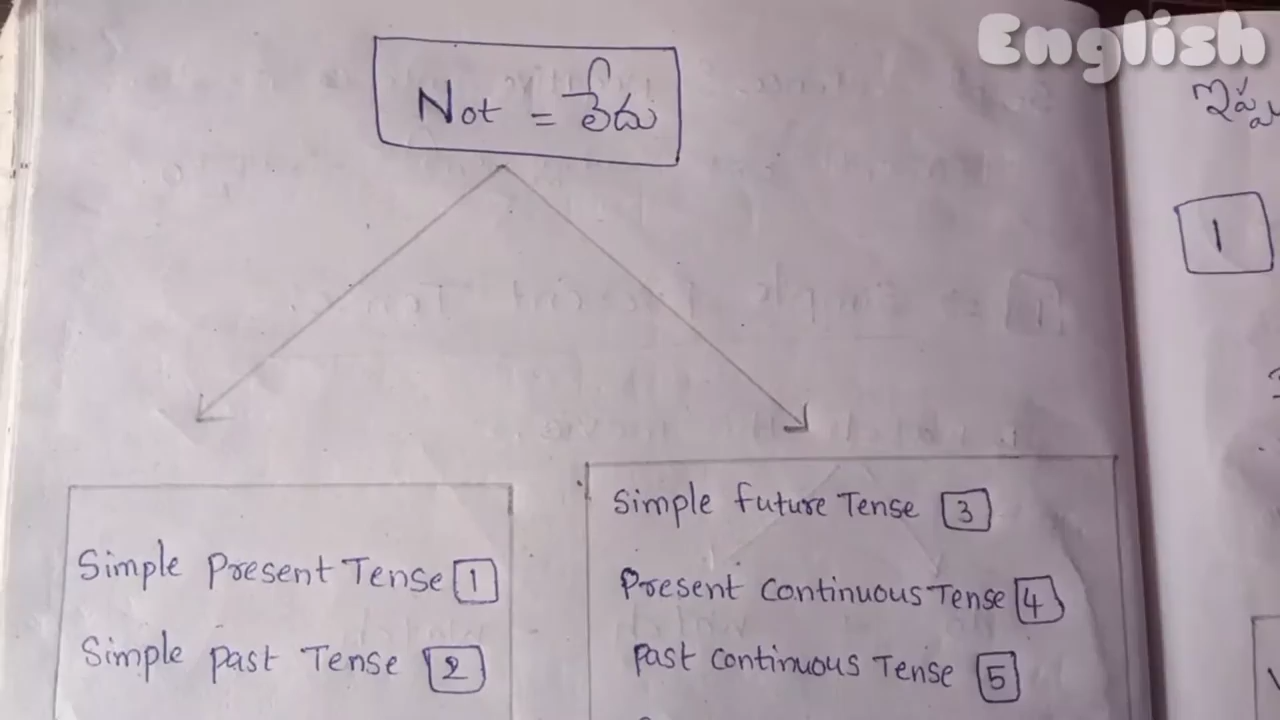 English
Not = లేదు
Simple Present Tense 1
Simple past Tense 2
Simple future Tense 3
Present Continuous Tense 4
past continuous Tense 5
1